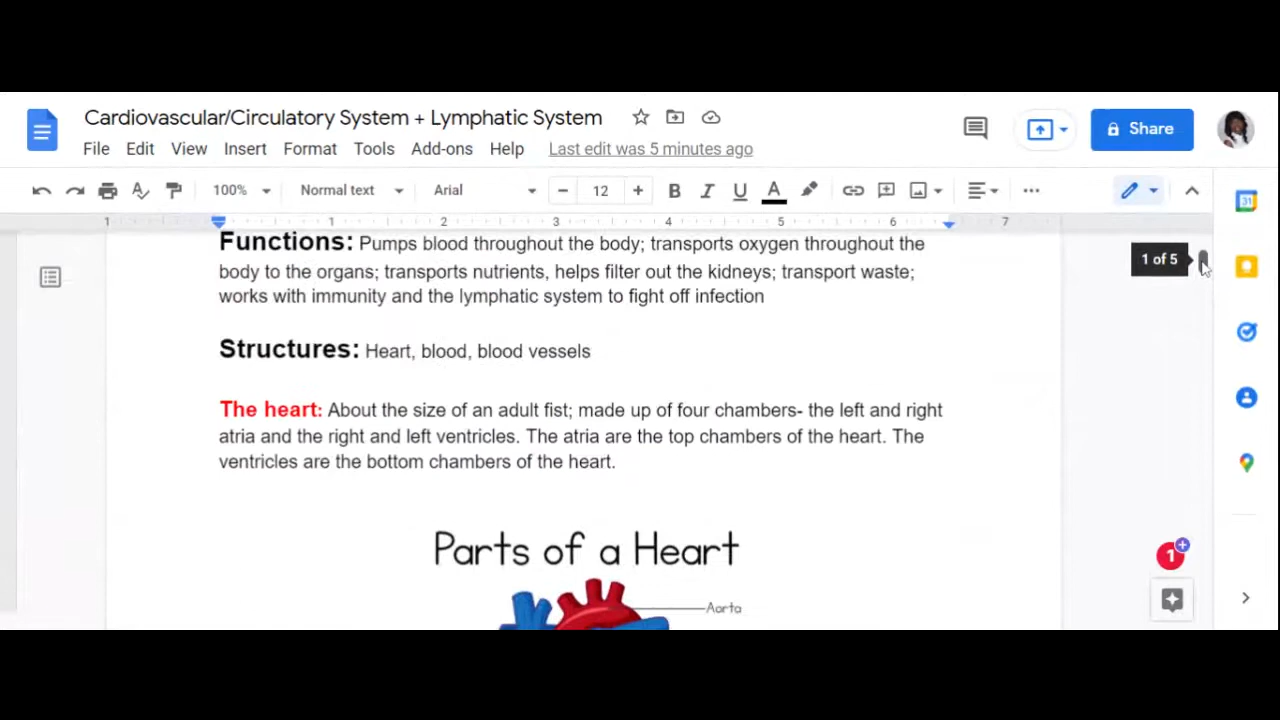 Cardiovascular/Circulatory System + Lymphatic System
Share
File Edit View Insert Format Tools Add-ons Help Last edit was 5 minutes ago
100% Normal text Arial 12 B I U A
31
1 1 2 3 4 5 6 7
Functions: Pumps blood throughout the body; transports oxygen throughout the
body to the organs; transports nutrients, helps filter out the kidneys; transport waste;
works with immunity and the lymphatic system to fight off infection
1 of 5
Structures: Heart, blood, blood vessels
The heart: About the size of an adult fist; made up of four chambers- the left and right
atria and the right and left ventricles. The atria are the top chambers of the heart. The
ventricles are the bottom chambers of the heart.
Parts of a Heart
1
Aorta